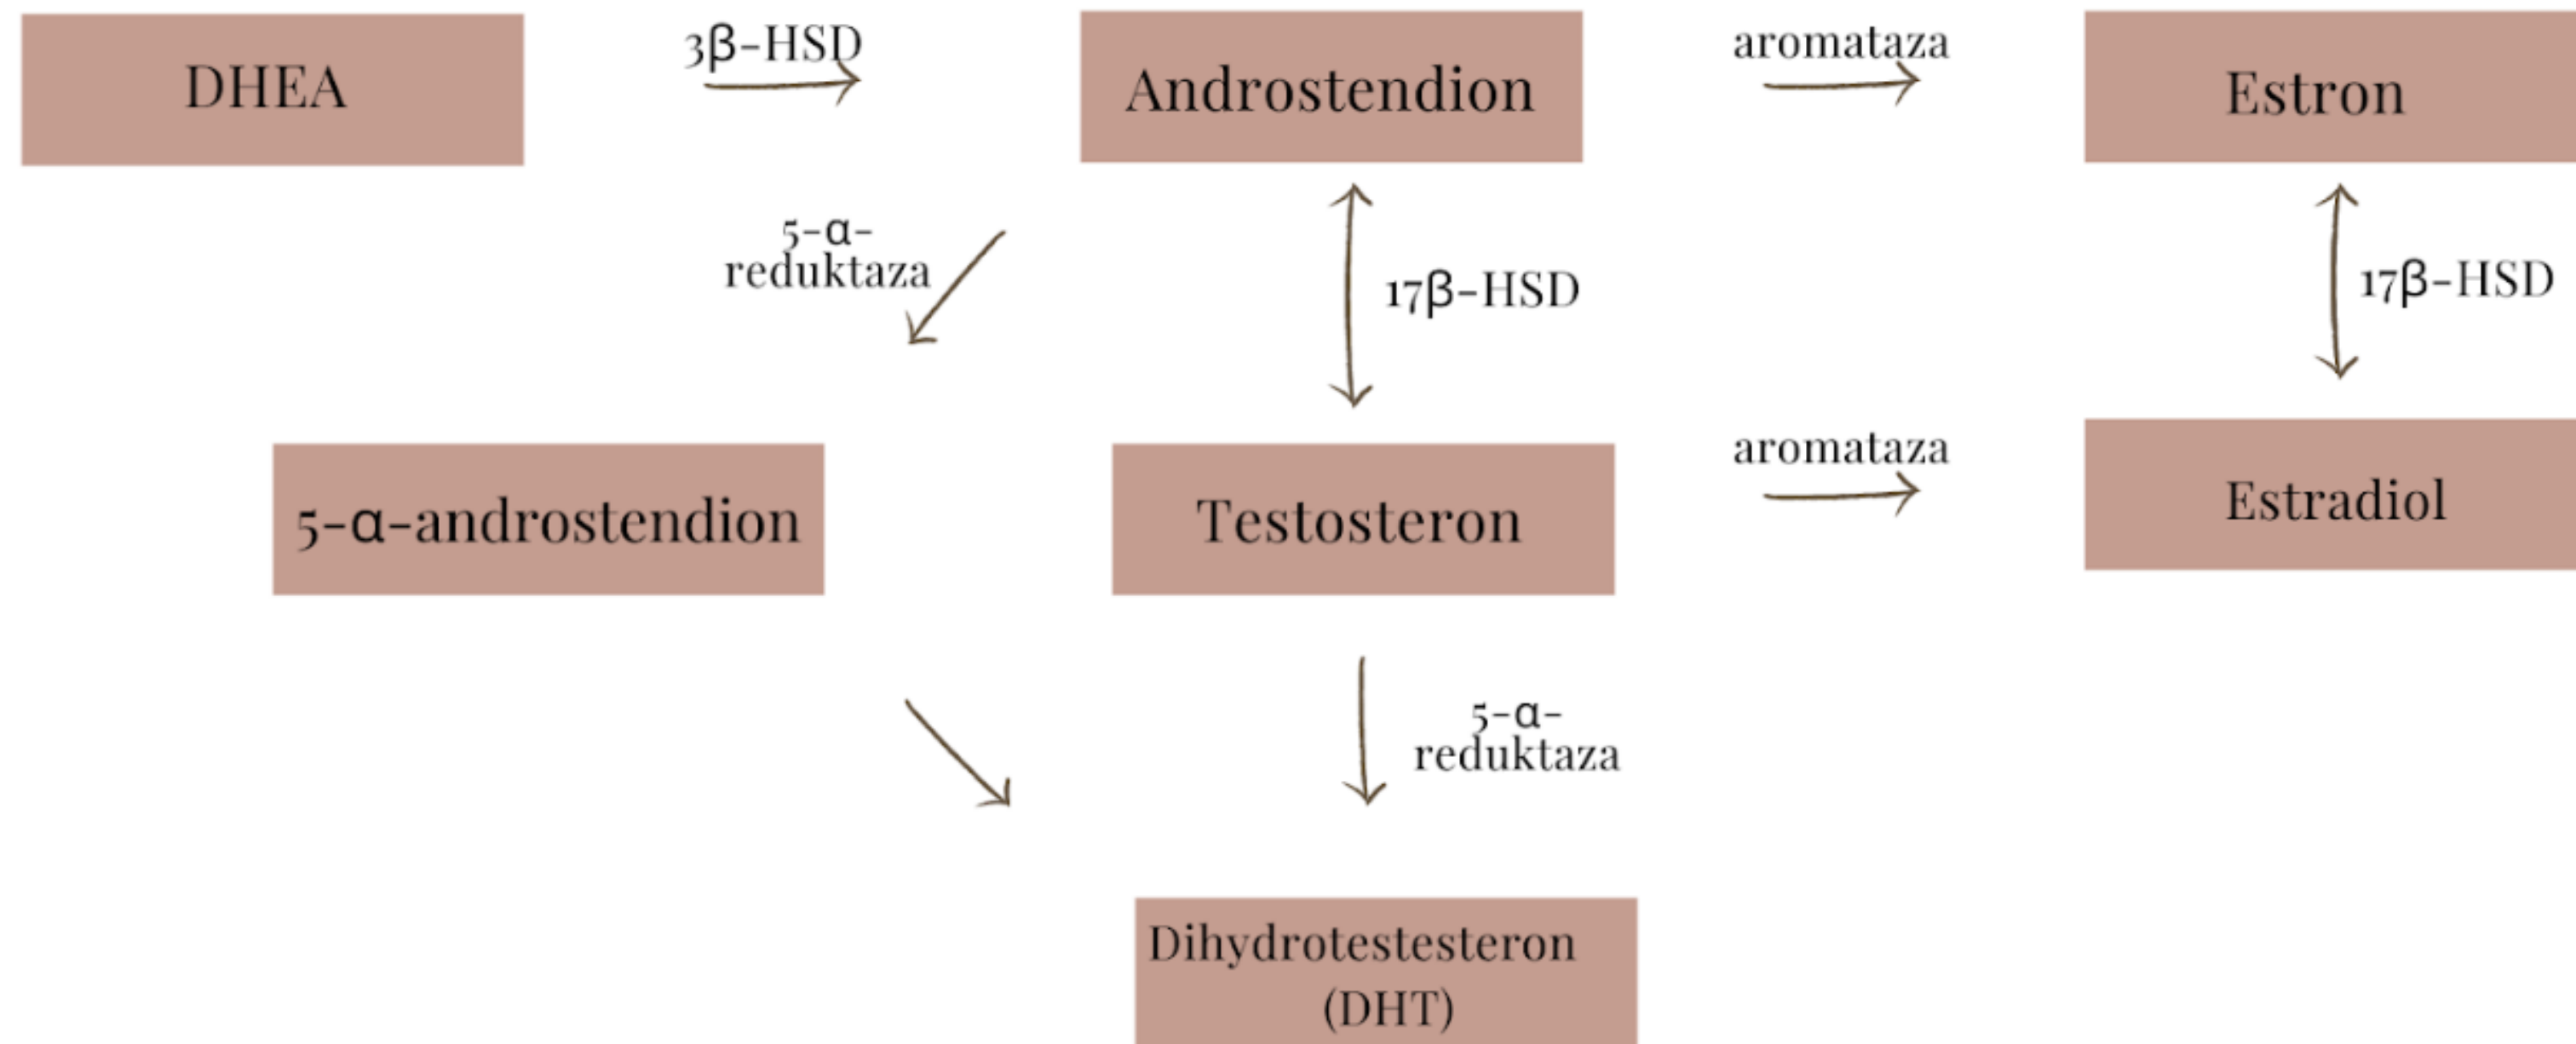 DHEA
3β-HSD
Androstendion
aromataza
Estron
5-α-
reduktaza
17β-HSD
17β-HSD
5-α-androstendion
Testosteron
aromataza
Estradiol
5-α-
reduktaza
Dihydrotestesteron
(DHT)